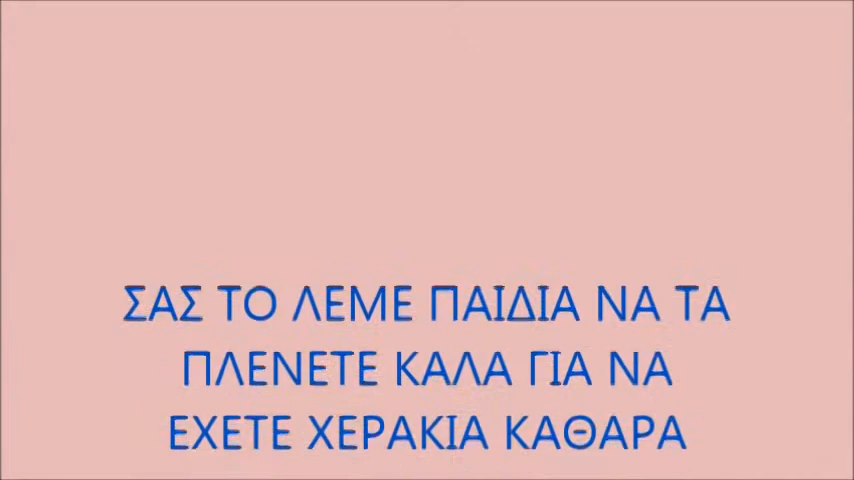 ΣΑΣ ΤΟ ΛΕΜΕ ΠΑΙΔΙΑ ΝΑ ΤΑ
ΠΛΕΝΕΤΕ ΚΑΛΑ ΓΙΑ ΝΑ
ΕΧΕΤΕ ΧΕΡΑΚΙΑ ΚΑΘΑΡΑ